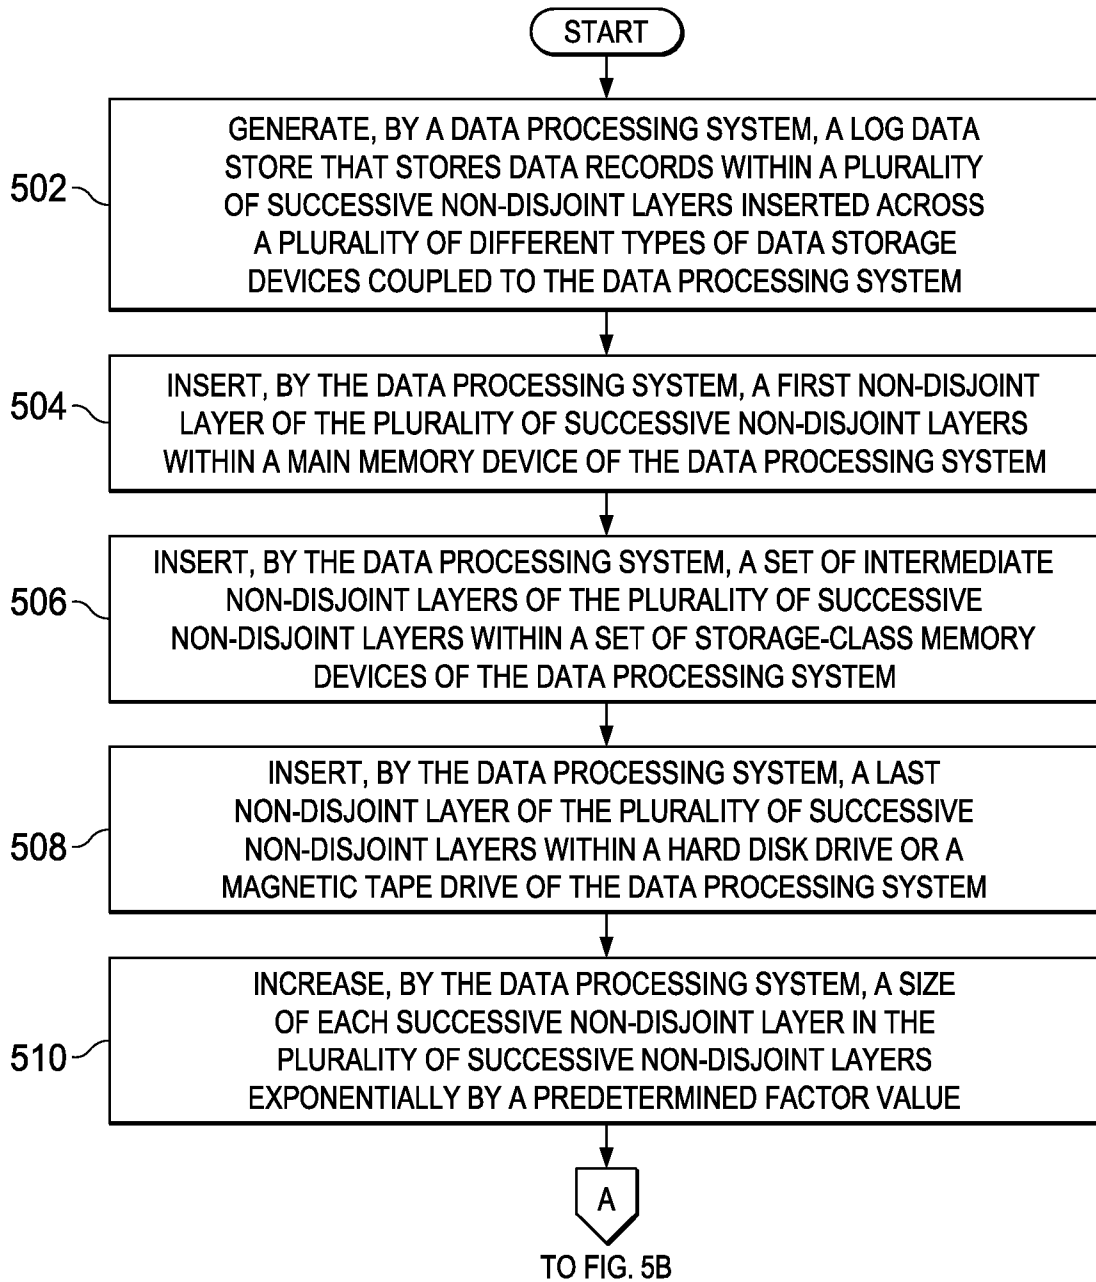 START
502
GENERATE, BY A DATA PROCESSING SYSTEM, A LOG DATA
STORE THAT STORES DATA RECORDS WITHIN A PLURALITY
OF SUCCESSIVE NON-DISJOINT LAYERS INSERTED ACROSS
A PLURALITY OF DIFFERENT TYPES OF DATA STORAGE
DEVICES COUPLED TO THE DATA PROCESSING SYSTEM
504
INSERT, BY THE DATA PROCESSING SYSTEM, A FIRST NON-DISJOINT
LAYER OF THE PLURALITY OF SUCCESSIVE NON-DISJOINT LAYERS
WITHIN A MAIN MEMORY DEVICE OF THE DATA PROCESSING SYSTEM
506
INSERT, BY THE DATA PROCESSING SYSTEM, A SET OF INTERMEDIATE
NON-DISJOINT LAYERS OF THE PLURALITY OF SUCCESSIVE
NON-DISJOINT LAYERS WITHIN A SET OF STORAGE-CLASS MEMORY
DEVICES OF THE DATA PROCESSING SYSTEM
508
INSERT, BY THE DATA PROCESSING SYSTEM, A LAST
NON-DISJOINT LAYER OF THE PLURALITY OF SUCCESSIVE
NON-DISJOINT LAYERS WITHIN A HARD DISK DRIVE OR A
MAGNETIC TAPE DRIVE OF THE DATA PROCESSING SYSTEM
510
INCREASE, BY THE DATA PROCESSING SYSTEM, A SIZE
OF EACH SUCCESSIVE NON-DISJOINT LAYER IN THE
PLURALITY OF SUCCESSIVE NON-DISJOINT LAYERS
EXPONENTIALLY BY A PREDETERMINED FACTOR VALUE
A
TO FIG. 5B